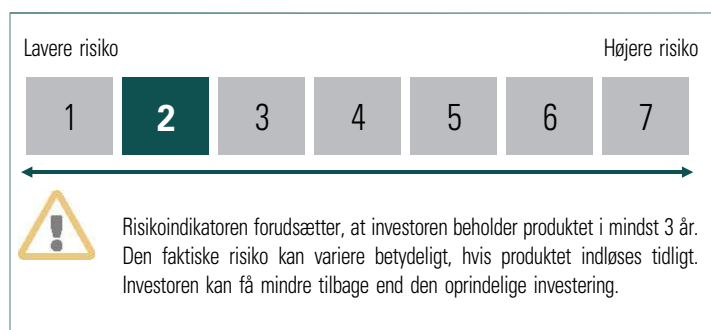 Lavere risiko Højere risiko
1 2 3 4 5 6 7
Risikoindikatoren forudsætter, at investoren beholder produktet i mindst 3 år.
Den faktiske risiko kan variere betydeligt, hvis produktet indløses tidligt.
Investoren kan få mindre tilbage end den oprindelige investering.